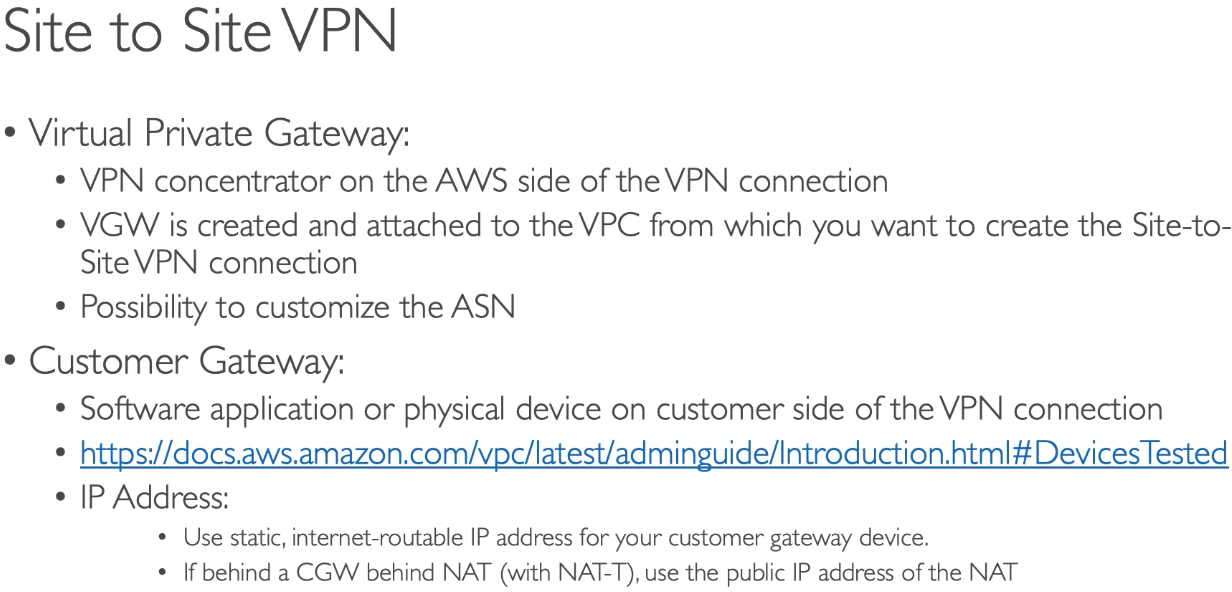 Site to Site VPN
• Virtual Private Gateway:
• VPN concentrator on the AWS side of the VPN connection
• VGW is created and attached to the VPC from which you want to create the Site-to-
Site VPN connection
• Possibility to customize the ASN
• Customer Gateway:
• Software application or physical device on customer side of the VPN connection
• https://docs.aws.amazon.com/vpc/latest/adminguide/Introduction.html#DevicesTested
• IP Address:
• Use static, internet-routable IP address for your customer gateway device.
• If behind a CGW behind NAT (with NAT-T), use the public IP address of the NAT